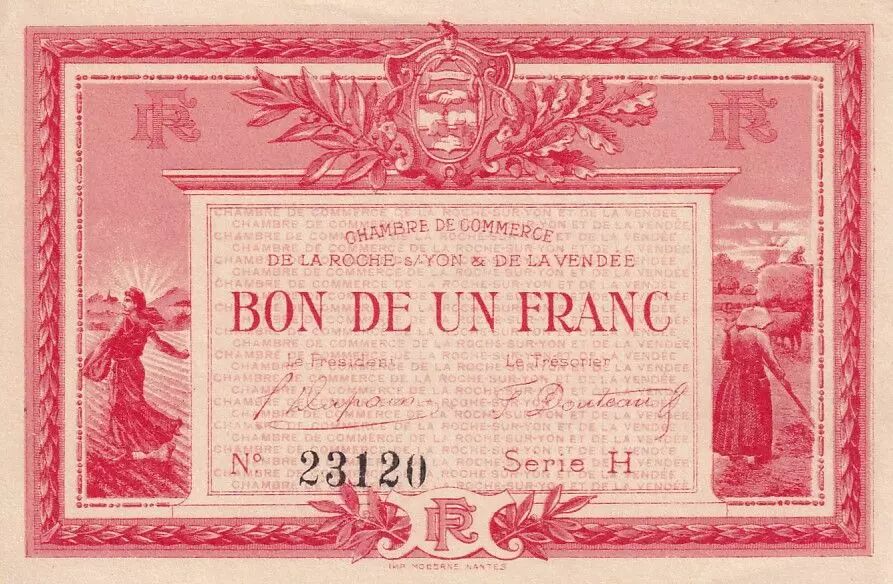 RF RF
CHAMBRE DE COMMERCE
DE LA ROCHE S/YON & DE LA VENDÉE
BON DE UN FRANC
Le Président Le Trésorier
N° 23120 Serie H
RF
IMP. MODERNE NANTES